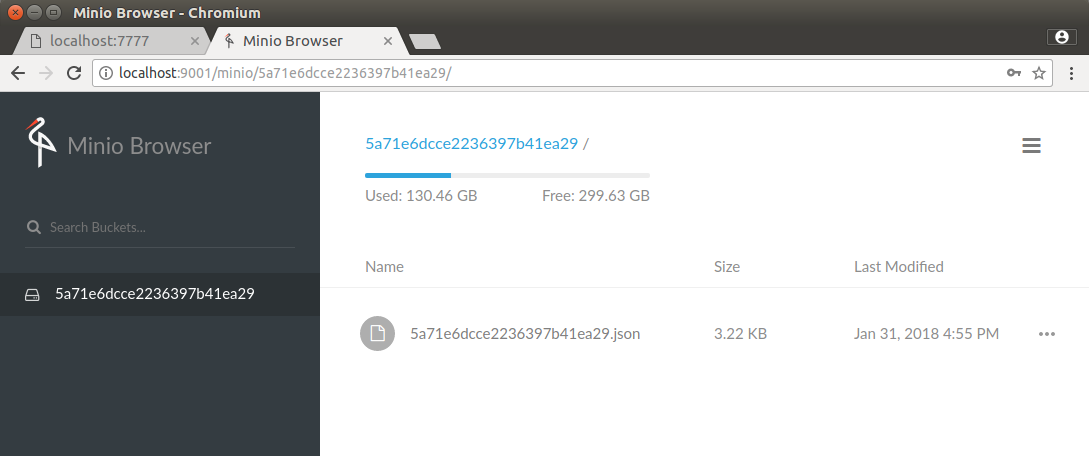 Minio Browser - Chromium
localhost:7777
Minio Browser
localhost:9001/minio/5a71e6dcce2236397b41ea29/
Minio Browser
Search Buckets...
5a71e6dcce2236397b41ea29
5a71e6dcce2236397b41ea29 /
Used: 130.46 GB Free: 299.63 GB
Name Size Last Modified
5a71e6dcce2236397b41ea29.json 3.22 KB Jan 31, 2018 4:55 PM